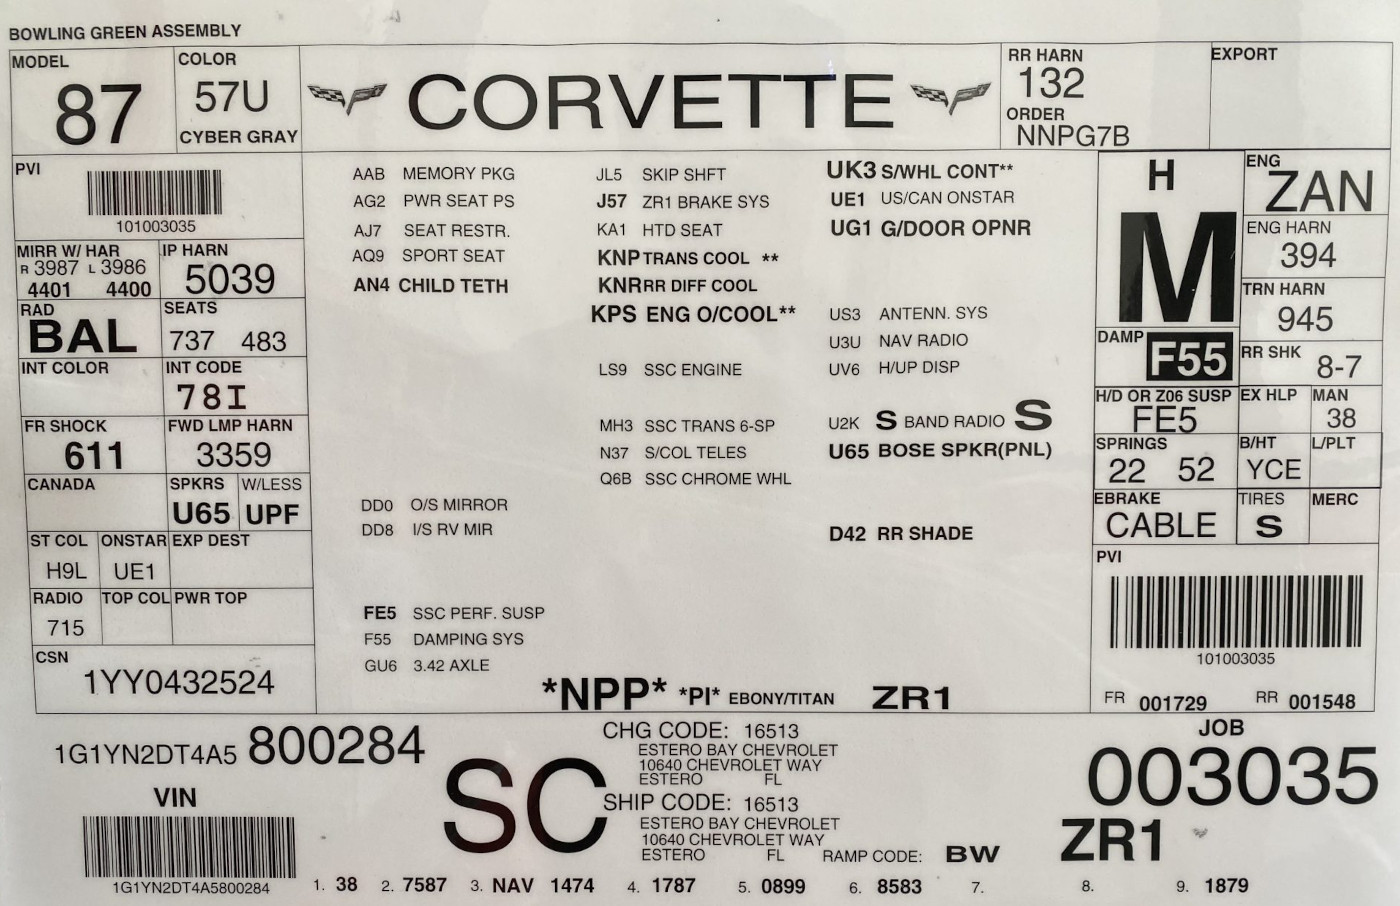 BOWLING GREEN ASSEMBLY
MODEL
87
COLOR
57U
CYBER GRAY
CORVETTE
RR HARN
132
ORDER
NNPG7B
EXPORT
PVI
101003035
MIRR W/ HAR
R 3987 L 3986
4401 4400
IP HARN
5039
RAD
BAL
SEATS
737 483
INT COLOR
INT CODE
78I
FR SHOCK
611
FWD LMP HARN
3359
CANADA
SPKRS
U65
W/LESS
UPF
ST COL
H9L
ONSTAR
UE1
EXP DEST
RADIO
715
TOP COL
PWR TOP
CSN
1YY0432524
AAB MEMORY PKG
AG2 PWR SEAT PS
AJ7 SEAT RESTR.
AQ9 SPORT SEAT
AN4 CHILD TETH
DD0 O/S MIRROR
DD8 I/S RV MIR
FE5 SSC PERF. SUSP
F55 DAMPING SYS
GU6 3.42 AXLE
JL5 SKIP SHFT
J57 ZR1 BRAKE SYS
KA1 HTD SEAT
KNP TRANS COOL **
KNR RR DIFF COOL
KPS ENG O/COOL**
LS9 SSC ENGINE
MH3 SSC TRANS 6-SP
N37 S/COL TELES
Q6B SSC CHROME WHL
UK3 S/WHL CONT**
UE1 US/CAN ONSTAR
UG1 G/DOOR OPNR
US3 ANTENN. SYS
U3U NAV RADIO
UV6 H/UP DISP
U2K S BAND RADIO S
U65 BOSE SPKR(PNL)
D42 RR SHADE
*NPP* *PI* EBONY/TITAN ZR1
H
M
ENG
ZAN
ENG HARN
394
TRN HARN
945
DAMP
F55
RR SHK
8-7
H/D OR Z06 SUSP
FE5
EX HLP
MAN
38
SPRINGS
22 52
B/HT
YCE
L/PLT
EBRAKE
CABLE
TIRES
S
MERC
PVI
101003035
FR 001729 RR 001548
1G1YN2DT4A5 800284
VIN
1G1YN2DT4A5800284
SC
CHG CODE: 16513
ESTERO BAY CHEVROLET
10640 CHEVROLET WAY
ESTERO FL
SHIP CODE: 16513
ESTERO BAY CHEVROLET
10640 CHEVROLET WAY
ESTERO FL
RAMP CODE: BW
JOB
003035
ZR1
1. 38 2. 7587 3. NAV 1474 4. 1787 5. 0899 6. 8583 7. 8. 9. 1879